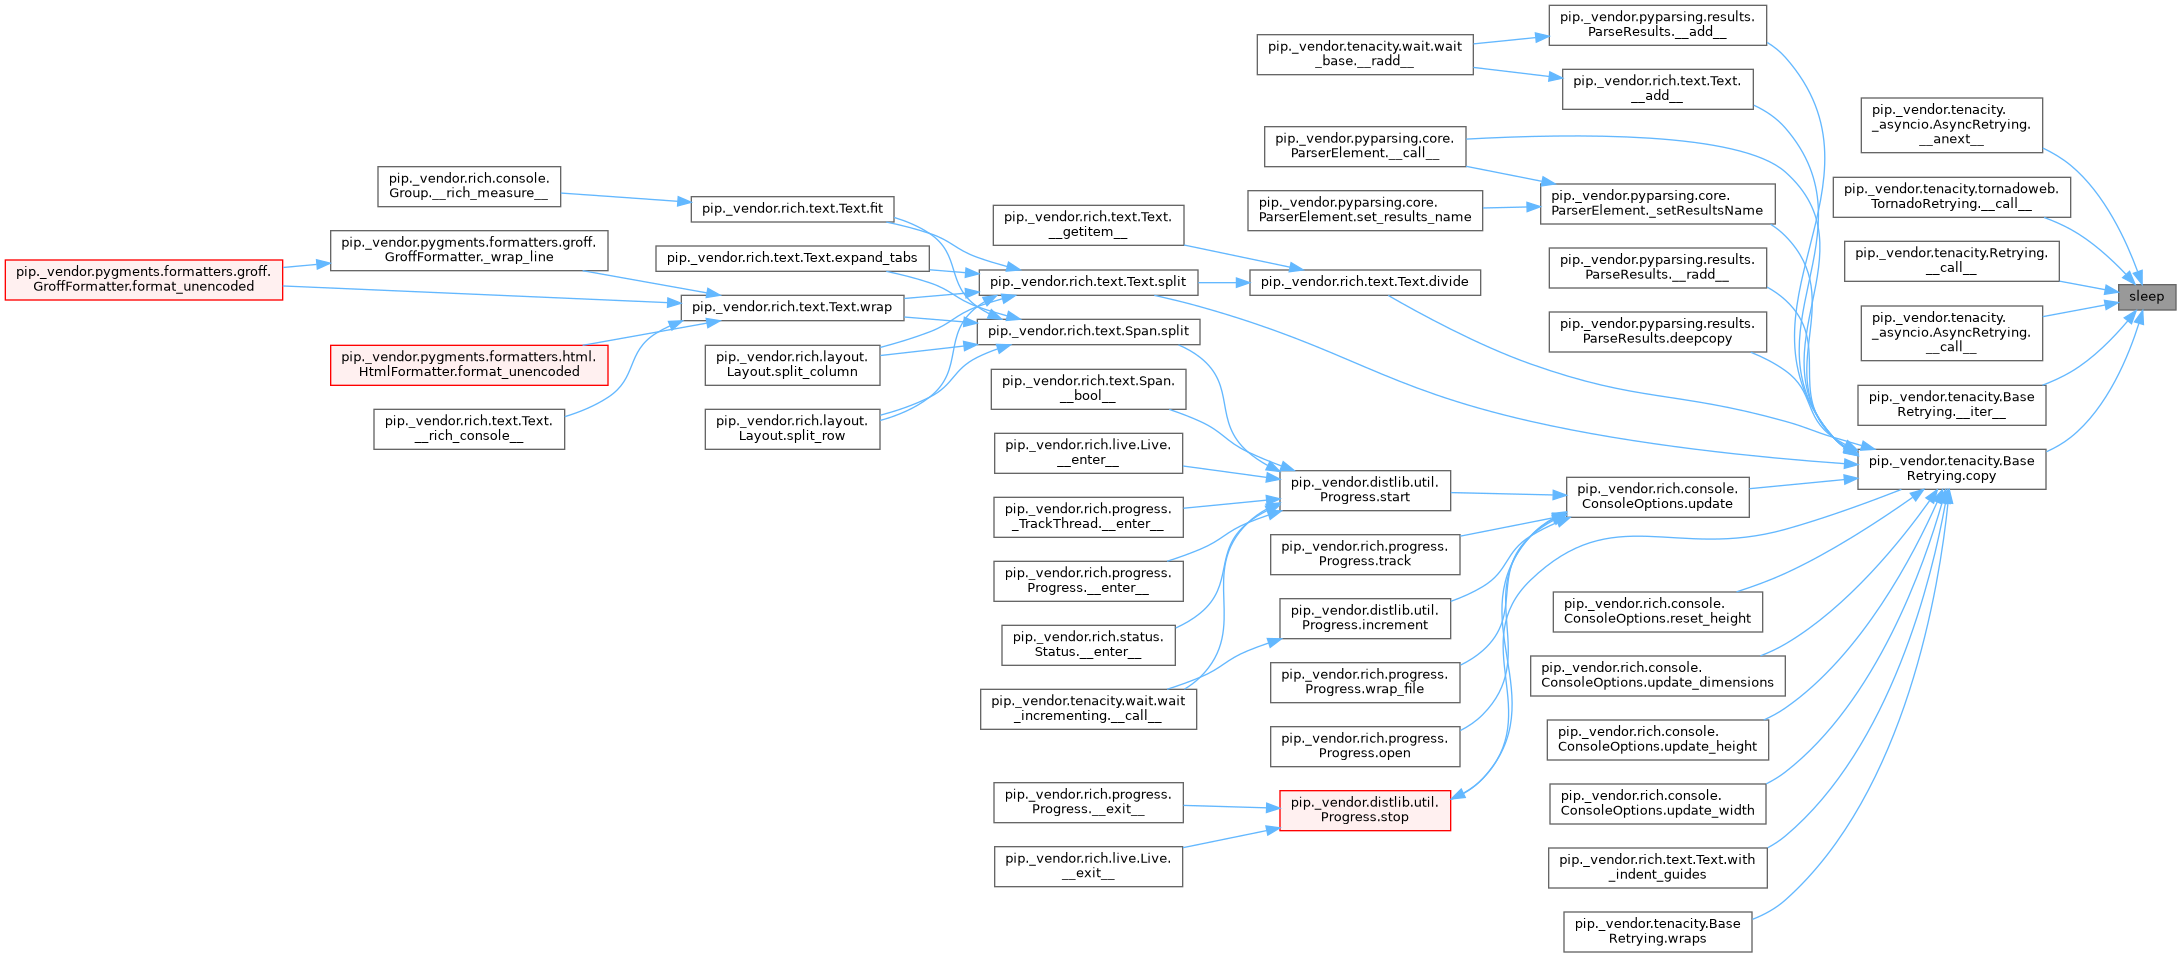 pip._vendor.pyparsing.results.
ParseResults.__add__
pip._vendor.tenacity.wait.wait
_base.__radd__
pip._vendor.rich.text.Text.
__add__
pip._vendor.tenacity.
_asyncio.AsyncRetrying.
__anext__
pip._vendor.pyparsing.core.
ParserElement.__call__
pip._vendor.rich.console.
Group.__rich_measure__
pip._vendor.tenacity.tornadoweb.
TornadoRetrying.__call__
pip._vendor.pyparsing.core.
ParserElement._setResultsName
pip._vendor.pyparsing.core.
ParserElement.set_results_name
pip._vendor.rich.text.Text.fit
pip._vendor.rich.text.Text.
__getitem__
pip._vendor.pygments.formatters.groff.
GroffFormatter._wrap_line
pip._vendor.rich.text.Text.expand_tabs
pip._vendor.pyparsing.results.
ParseResults.__radd__
pip._vendor.tenacity.Retrying.
__call__
pip._vendor.pygments.formatters.groff.
GroffFormatter.format_unencoded
pip._vendor.rich.text.Text.split
pip._vendor.rich.text.Text.divide
sleep
pip._vendor.rich.text.Text.wrap
pip._vendor.rich.text.Span.split
pip._vendor.pyparsing.results.
ParseResults.deepcopy
pip._vendor.tenacity.
_asyncio.AsyncRetrying.
__call__
pip._vendor.pygments.formatters.html.
HtmlFormatter.format_unencoded
pip._vendor.rich.layout.
Layout.split_column
pip._vendor.rich.text.Span.
__bool__
pip._vendor.tenacity.Base
Retrying.__iter__
pip._vendor.rich.text.Text.
__rich_console__
pip._vendor.rich.layout.
Layout.split_row
pip._vendor.rich.live.Live.
__enter__
pip._vendor.tenacity.Base
Retrying.copy
pip._vendor.distlib.util.
Progress.start
pip._vendor.rich.console.
ConsoleOptions.update
pip._vendor.rich.progress.
_TrackThread.__enter__
pip._vendor.rich.progress.
Progress.track
pip._vendor.rich.progress.
Progress.__enter__
pip._vendor.rich.console.
ConsoleOptions.reset_height
pip._vendor.distlib.util.
Progress.increment
pip._vendor.rich.status.
Status.__enter__
pip._vendor.rich.console.
ConsoleOptions.update_dimensions
pip._vendor.rich.progress.
Progress.wrap_file
pip._vendor.tenacity.wait.wait
_incrementing.__call__
pip._vendor.rich.console.
ConsoleOptions.update_height
pip._vendor.rich.progress.
Progress.open
pip._vendor.rich.progress.
Progress.__exit__
pip._vendor.distlib.util.
Progress.stop
pip._vendor.rich.console.
ConsoleOptions.update_width
pip._vendor.rich.live.Live.
__exit__
pip._vendor.rich.text.Text.with
_indent_guides
pip._vendor.tenacity.Base
Retrying.wraps